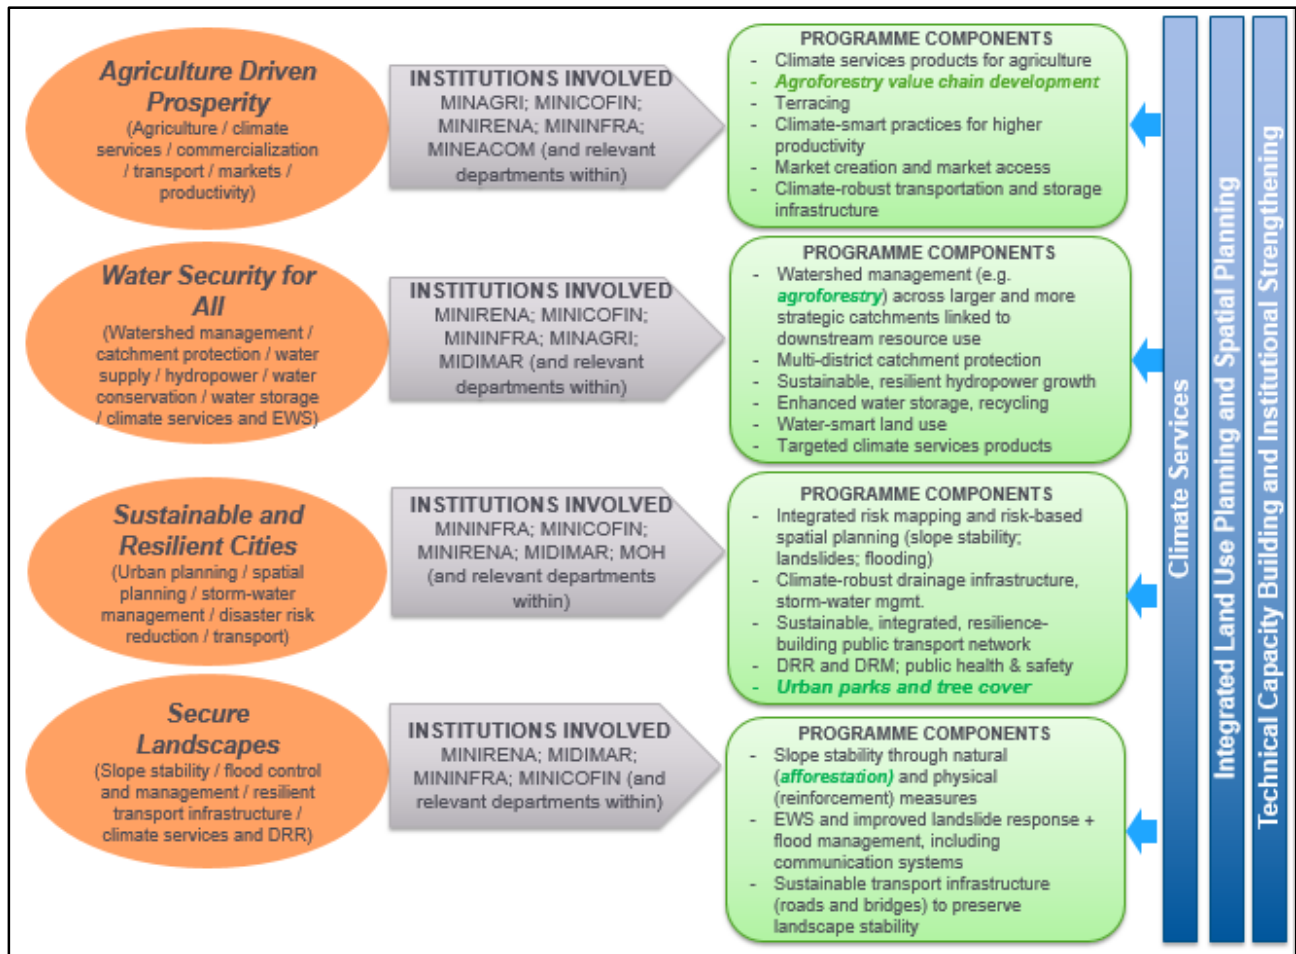 Agriculture Driven
Prosperity
(Agriculture / climate
services / commercialization
/ transport / markets /
productivity)
INSTITUTIONS INVOLVED
MINAGRI; MINICOFIN;
MINIRENA; MININFRA;
MINEACOM (and relevant
departments within)
PROGRAMME COMPONENTS
- Climate services products for agriculture
- Agroforestry value chain development
- Terracing
- Climate-smart practices for higher
productivity
- Market creation and market access
- Climate-robust transportation and storage
infrastructure
Water Security for
All
(Watershed management /
catchment protection / water
supply / hydropower / water
conservation / water storage
/ climate services and EWS)
INSTITUTIONS INVOLVED
MINIRENA; MINICOFIN;
MININFRA; MINAGRI;
MIDIMAR (and relevant
departments within)
PROGRAMME COMPONENTS
- Watershed management (e.g.
agroforestry) across larger and more
strategic catchments linked to
downstream resource use
- Multi-district catchment protection
- Sustainable, resilient hydropower growth
- Enhanced water storage, recycling
- Water-smart land use
- Targeted climate services products
Sustainable and
Resilient Cities
(Urban planning / spatial
planning / storm-water
management / disaster risk
reduction / transport)
INSTITUTIONS INVOLVED
MININFRA; MINICOFIN;
MINIRENA; MIDIMAR; MOH
(and relevant departments
within)
PROGRAMME COMPONENTS
- Integrated risk mapping and risk-based
spatial planning (slope stability;
landslides; flooding)
- Climate-robust drainage infrastructure,
storm-water mgmt.
- Sustainable, integrated, resilience-
building public transport network
- DRR and DRM; public health & safety
- Urban parks and tree cover
Secure
Landscapes
(Slope stability / flood control
and management / resilient
transport infrastructure /
climate services and DRR)
INSTITUTIONS INVOLVED
MINIRENA; MIDIMAR;
MININFRA; MINICOFIN (and
relevant departments within)
PROGRAMME COMPONENTS
- Slope stability through natural
(afforestation) and physical
(reinforcement) measures
- EWS and improved landslide response +
flood management, including
communication systems
- Sustainable transport infrastructure
(roads and bridges) to preserve
landscape stability
Climate Services
Integrated Land Use Planning and Spatial Planning
Technical Capacity Building and Institutional Strengthening